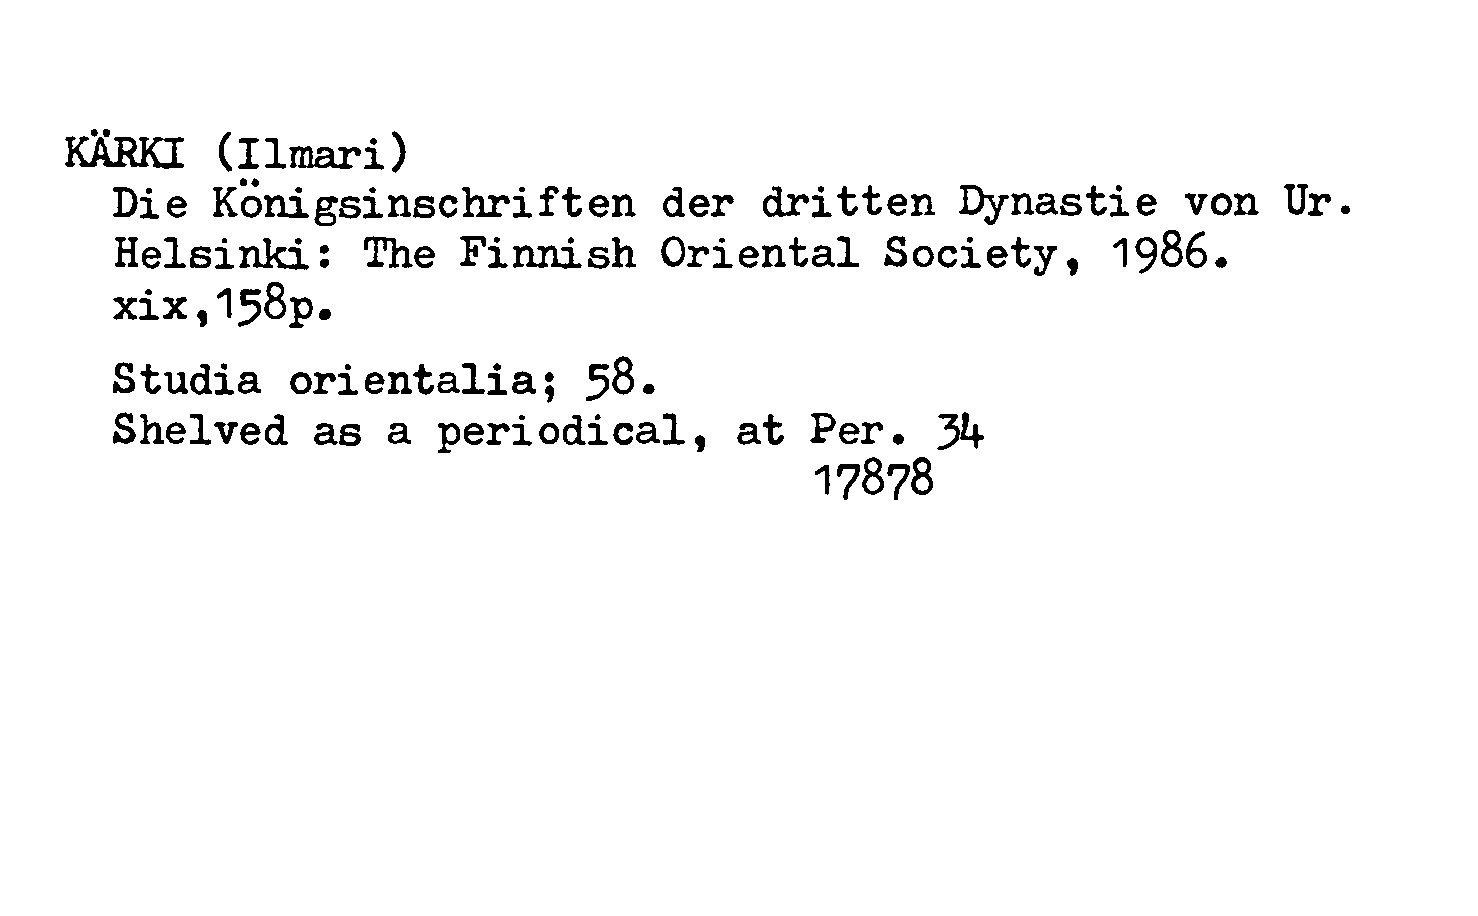 KÄRKI (Ilmari)
Die Königsinschriften der dritten Dynastie von Ur.
Helsinki: The Finnish Oriental Society, 1986.
xix,158p.
Studia orientalia; 58.
Shelved as a periodical, at Per. 34
17878